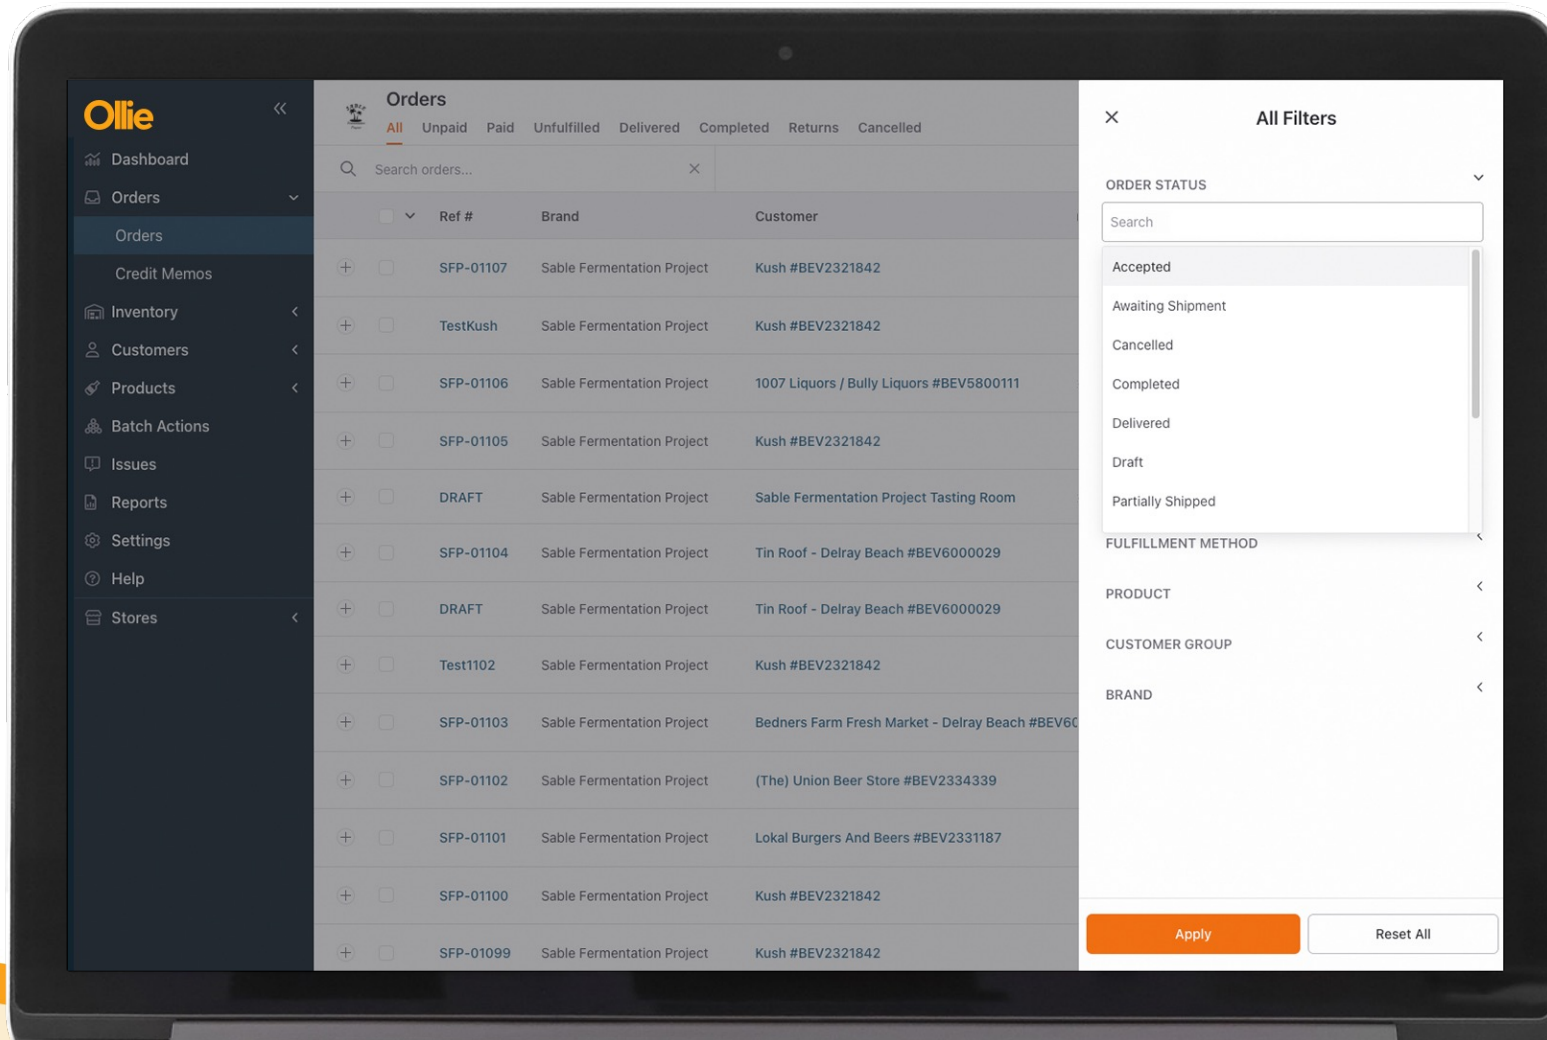 Ollie
Dashboard
Orders
Orders
Credit Memos
Inventory
Customers
Products
Batch Actions
Issues
Reports
Settings
Help
Stores
Orders
All Unpaid Paid Unfulfilled Delivered Completed Returns Cancelled
Search orders...
Ref # Brand Customer
SFP-01107 Sable Fermentation Project Kush #BEV2321842
TestKush Sable Fermentation Project Kush #BEV2321842
SFP-01106 Sable Fermentation Project 1007 Liquors / Bully Liquors #BEV5800111
SFP-01105 Sable Fermentation Project Kush #BEV2321842
DRAFT Sable Fermentation Project Sable Fermentation Project Tasting Room
SFP-01104 Sable Fermentation Project Tin Roof - Delray Beach #BEV6000029
DRAFT Sable Fermentation Project Tin Roof - Delray Beach #BEV6000029
Test1102 Sable Fermentation Project Kush #BEV2321842
SFP-01103 Sable Fermentation Project Bedners Farm Fresh Market - Delray Beach #BEV60
SFP-01102 Sable Fermentation Project (The) Union Beer Store #BEV2334339
SFP-01101 Sable Fermentation Project Lokal Burgers And Beers #BEV2331187
SFP-01100 Sable Fermentation Project Kush #BEV2321842
SFP-01099 Sable Fermentation Project Kush #BEV2321842
All Filters
ORDER STATUS
Search
Accepted
Awaiting Shipment
Cancelled
Completed
Delivered
Draft
Partially Shipped
FULFILLMENT METHOD
PRODUCT
CUSTOMER GROUP
BRAND
Apply
Reset All